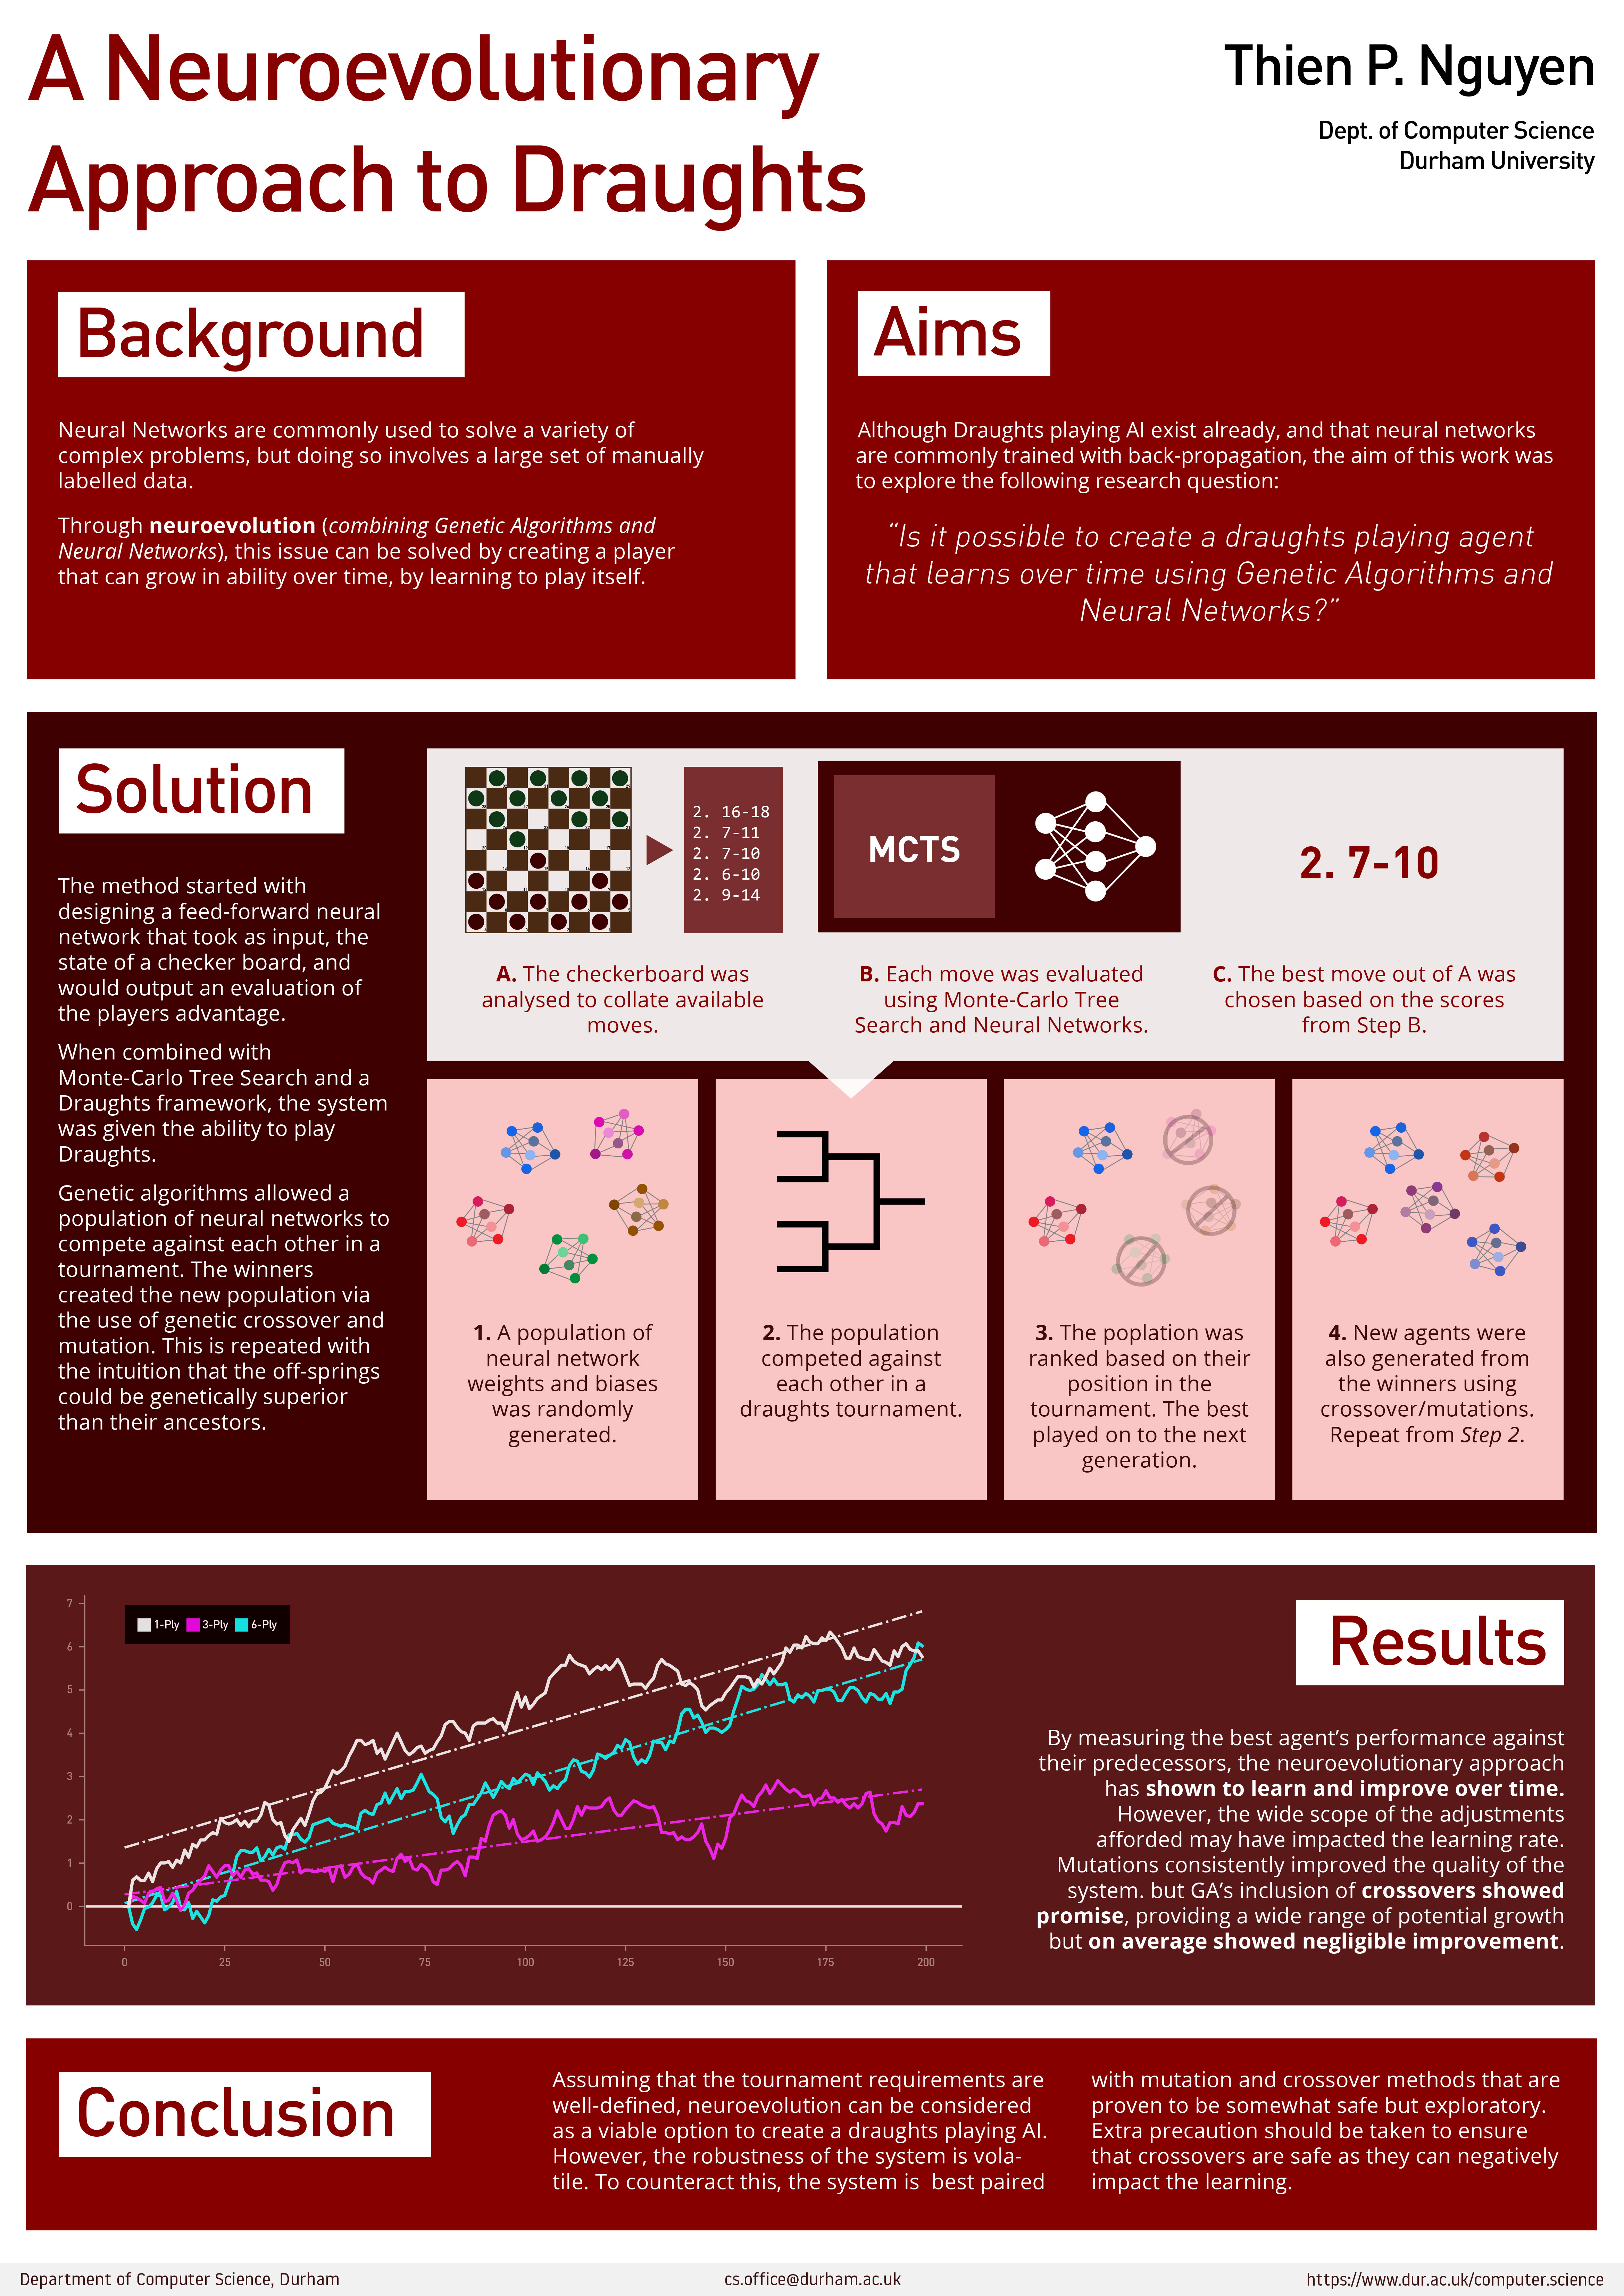 A Neuroevolutionary
Approach to Draughts
Thien P. Nguyen
Dept. of Computer Science
Durham University
Background
Neural Networks are commonly used to solve a variety of
complex problems, but doing so involves a large set of manually
labelled data.
Through neuroevolution (combining Genetic Algorithms and
Neural Networks), this issue can be solved by creating a player
that can grow in ability over time, by learning to play itself.
Aims
Although Draughts playing AI exist already, and that neural networks
are commonly trained with back-propagation, the aim of this work was
to explore the following research question:
“Is it possible to create a draughts playing agent
that learns over time using Genetic Algorithms and
Neural Networks?”
Solution
The method started with
designing a feed-forward neural
network that took as input, the
state of a checker board, and
would output an evaluation of
the players advantage.
When combined with
Monte-Carlo Tree Search and a
Draughts framework, the system
was given the ability to play
Draughts.
Genetic algorithms allowed a
population of neural networks to
compete against each other in a
tournament. The winners
created the new population via
the use of genetic crossover and
mutation. This is repeated with
the intuition that the off-springs
could be genetically superior
than their ancestors.
2. 16-18
2. 7-11
2. 7-10
2. 6-10
2. 9-14
MCTS
2. 7-10
A. The checkerboard was
analysed to collate available
moves.
B. Each move was evaluated
using Monte-Carlo Tree
Search and Neural Networks.
C. The best move out of A was
chosen based on the scores
from Step B.
1. A population of
neural network
weights and biases
was randomly
generated.
2. The population
competed against
each other in a
draughts tournament.
3. The poplation was
ranked based on their
position in the
tournament. The best
played on to the next
generation.
4. New agents were
also generated from
the winners using
crossover/mutations.
Repeat from Step 2.
7
6
5
4
3
2
1
0
1-Ply 3-Ply 6-Ply
0 25 50 75 100 125 150 175 200
Results
By measuring the best agent’s performance against
their predecessors, the neuroevolutionary approach
has shown to learn and improve over time.
However, the wide scope of the adjustments
afforded may have impacted the learning rate.
Mutations consistently improved the quality of the
system. but GA’s inclusion of crossovers showed
promise, providing a wide range of potential growth
but on average showed negligible improvement.
Conclusion
Assuming that the tournament requirements are
well-defined, neuroevolution can be considered
as a viable option to create a draughts playing AI.
However, the robustness of the system is vola-
tile. To counteract this, the system is  best paired
with mutation and crossover methods that are
proven to be somewhat safe but exploratory.
Extra precaution should be taken to ensure
that crossovers are safe as they can negatively
impact the learning.
Department of Computer Science, Durham
cs.office@durham.ac.uk
https://www.dur.ac.uk/computer.science